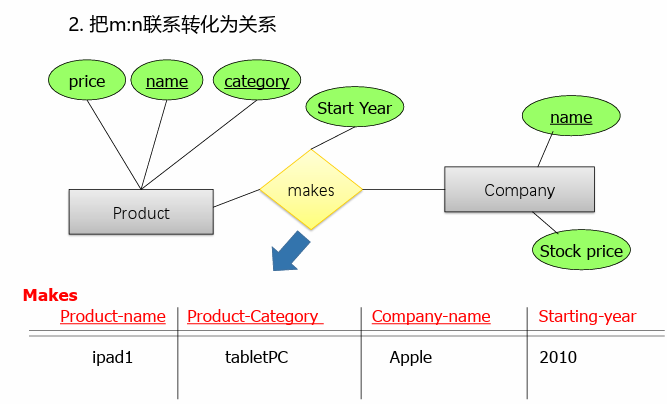 2. 把m:n联系转化为关系
price
name
category
Start Year
name
makes
Product
Company
Stock price
Makes
Product-name Product-Category Company-name Starting-year
ipad1 tabletPC Apple 2010